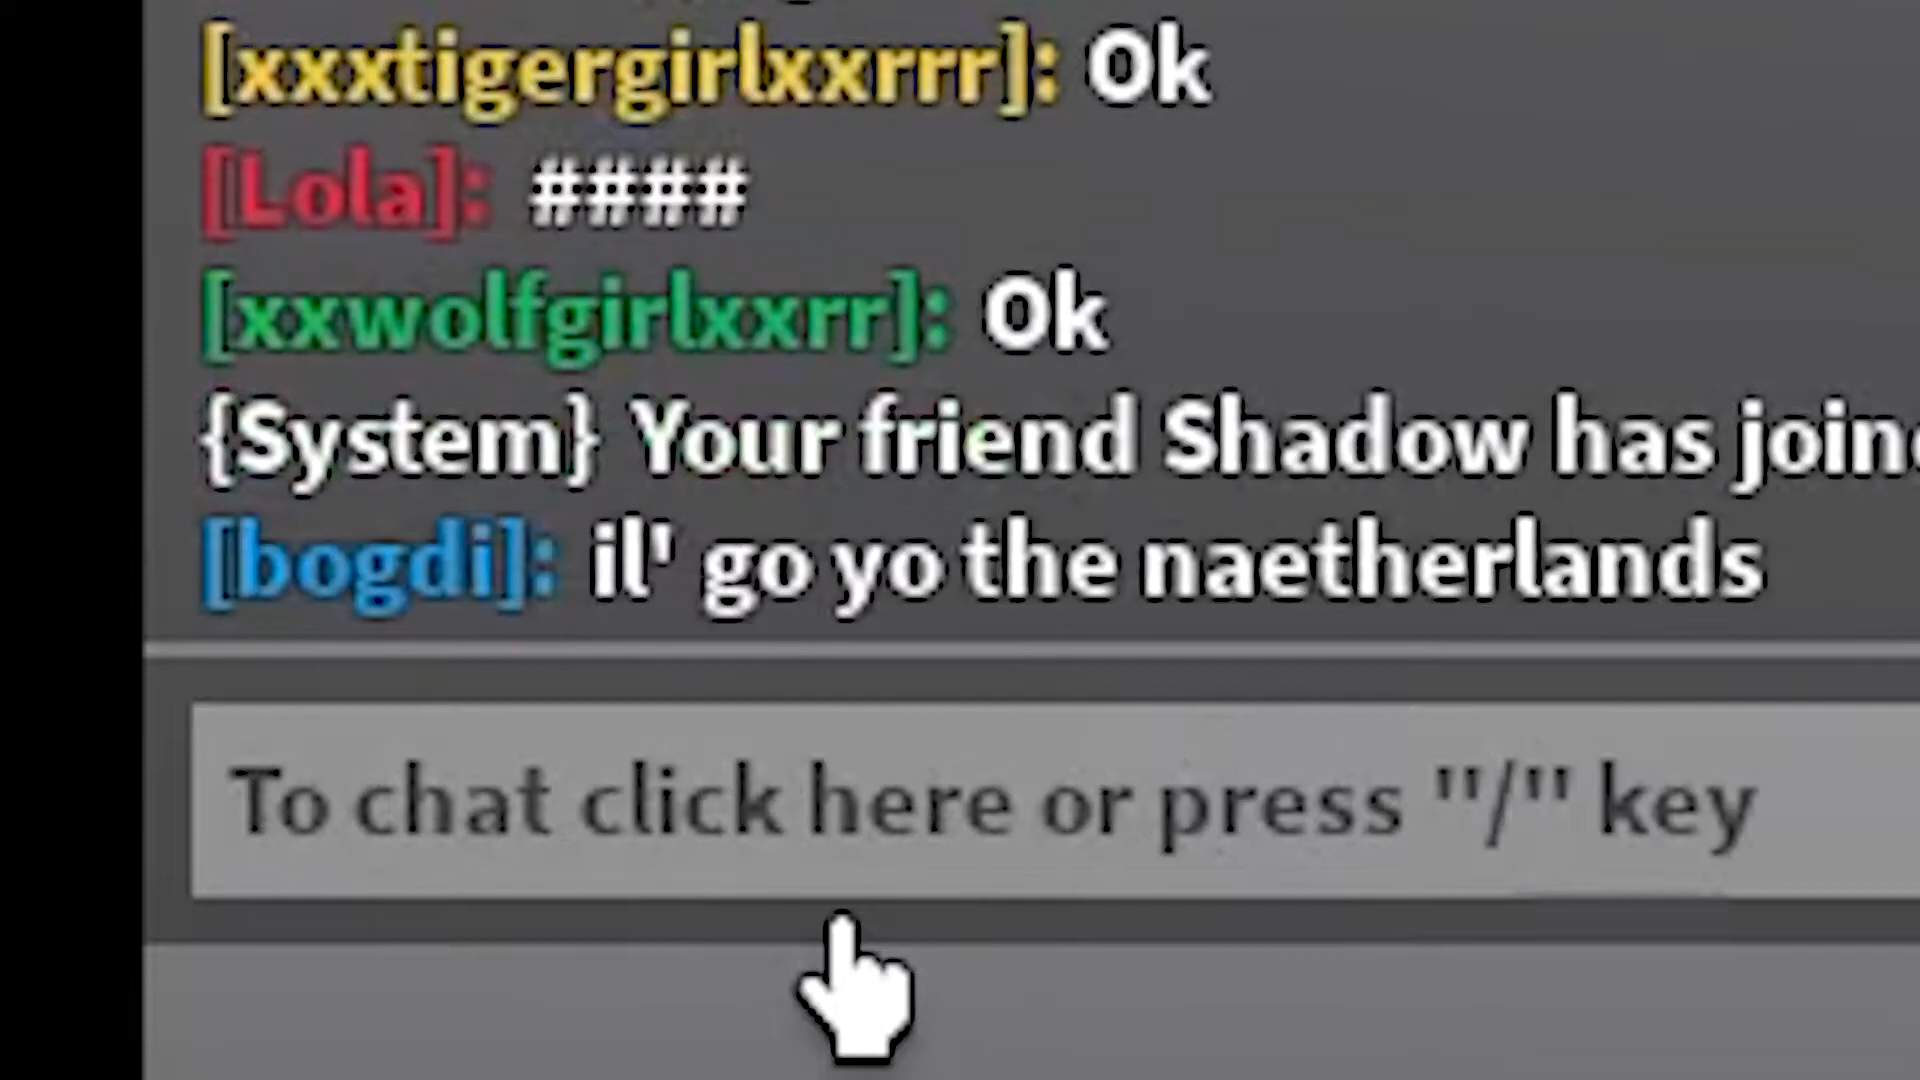 [xxxtigergirlxxrrr]: Ok
[Lola]: ####
[xxwolfgirlxxrr]: Ok
{System} Your friend Shadow has join
[bogdi]: il' go yo the naetherlands
To chat click here or press "/" key